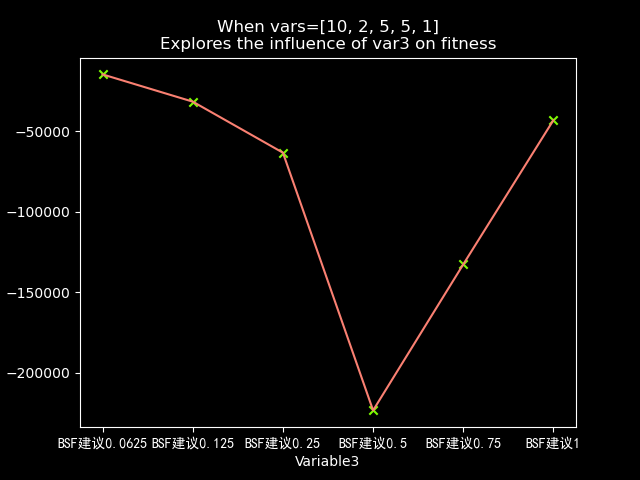 When vars=[10, 2, 5, 5, 1]
Explores the influence of var3 on fitness
−50000
−100000
−150000
−200000
BSF建议0.0625 BSF建议0.125 BSF建议0.25 BSF建议0.5 BSF建议0.75 BSF建议1
Variable3